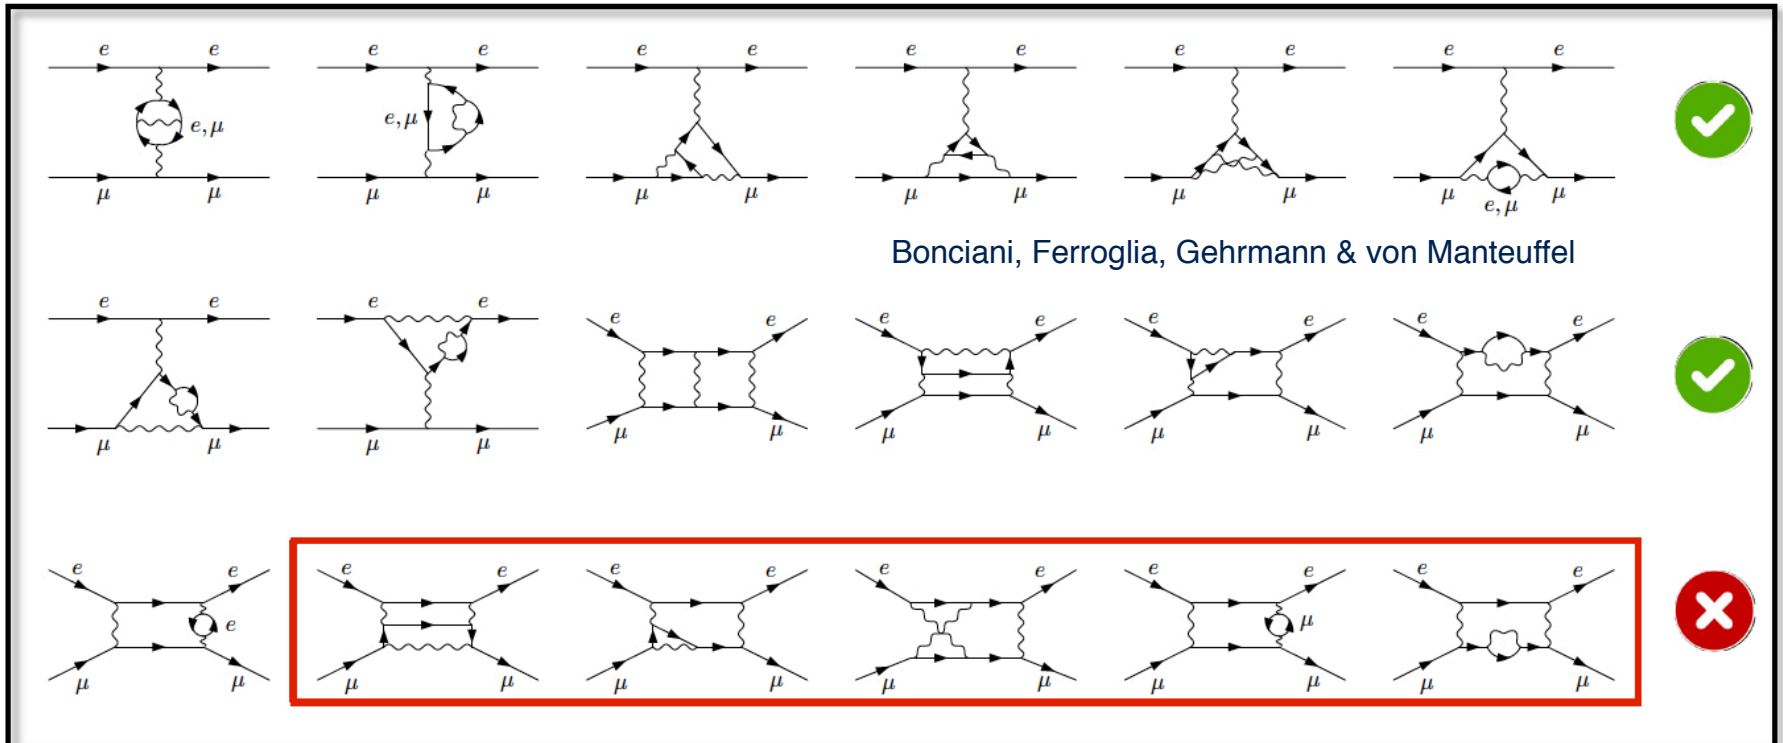 e e e e e e e e e e e e
e, μ e, μ
μ μ μ μ μ μ μ μ μ μ μ μ
e, μ
Bonciani, Ferroglia, Gehrmann & von Manteuffel
e e e e e e e e e e e e
μ μ μ μ μ μ μ μ μ μ μ μ
e e e e e e e e e e e e
e μ
μ μ μ μ μ μ μ μ μ μ μ μ